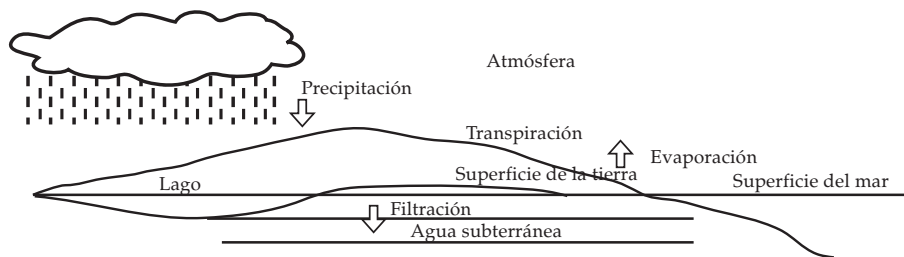 Atmósfera
Precipitación
Transpiración
Evaporación
Superficie de la tierra
Lago
Superficie del mar
Filtración
Agua subterránea